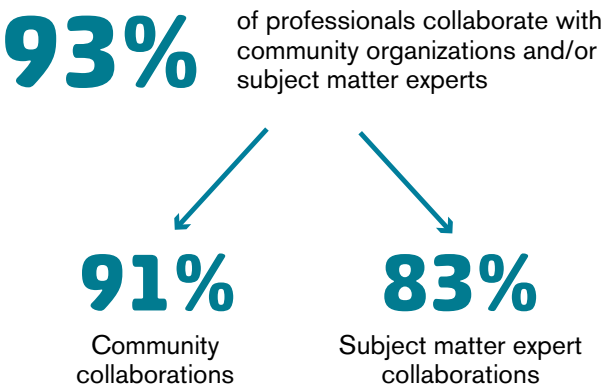 93%
of professionals collaborate with
community organizations and/or
subject matter experts
91%
Community
collaborations
83%
Subject matter expert
collaborations